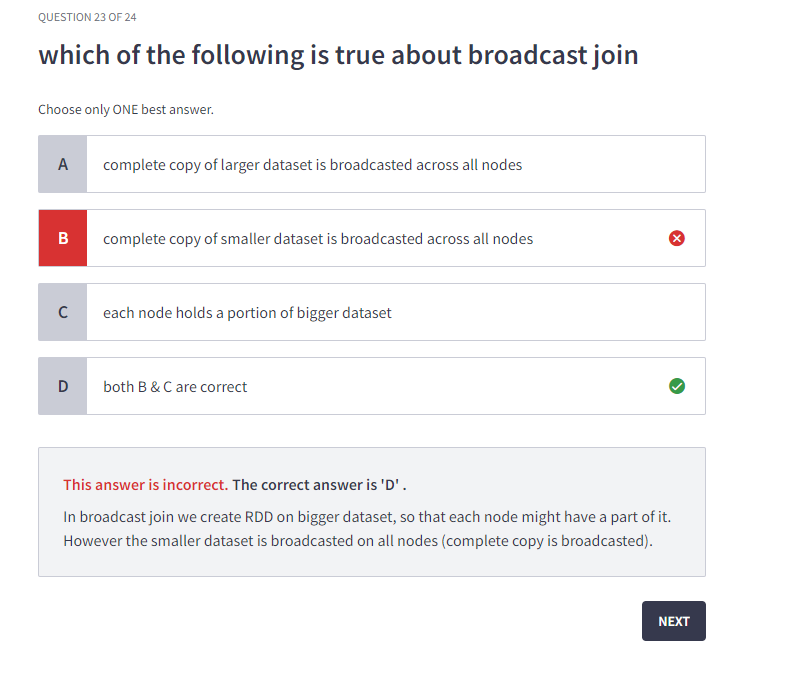 QUESTION 23 OF 24
which of the following is true about broadcast join
Choose only ONE best answer.
A complete copy of larger dataset is broadcasted across all nodes
B complete copy of smaller dataset is broadcasted across all nodes
C each node holds a portion of bigger dataset
D both B & C are correct
This answer is incorrect. The correct answer is 'D' .
In broadcast join we create RDD on bigger dataset, so that each node might have a part of it.
However the smaller dataset is broadcasted on all nodes (complete copy is broadcasted).
NEXT